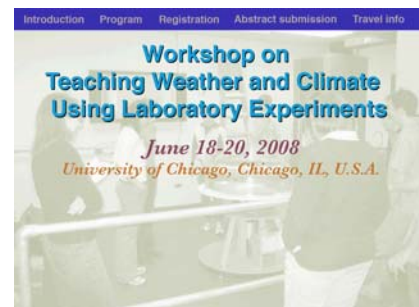 Introduction Program Registration Abstract submission Travel info
Workshop on
Teaching Weather and Climate
Using Laboratory Experiments
June 18-20, 2008
University of Chicago, Chicago, IL, U.S.A.